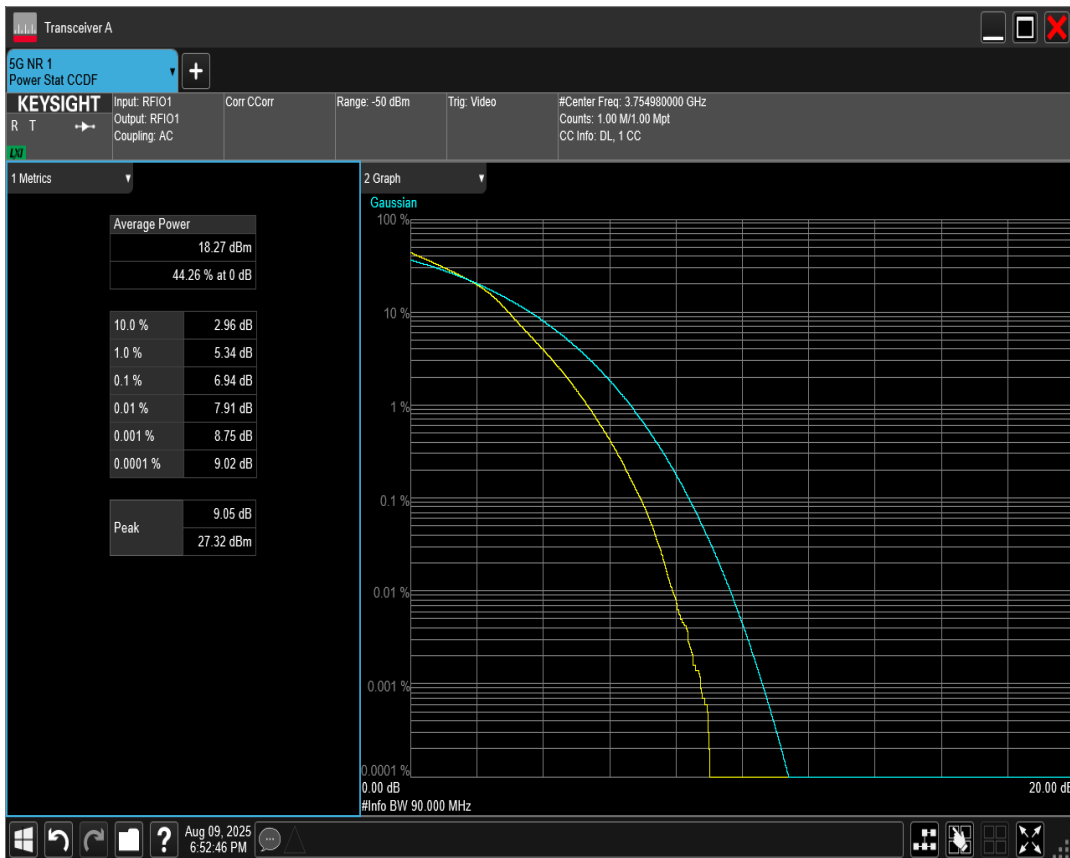 Transceiver A
5G NR 1
Power Stat CCDF
KEYSIGHT
R T
LXI
Input: RFIO1
Output: RFIO1
Coupling: AC
Corr CCorr
Range: -50 dBm
Trig: Video
#Center Freq: 3.754980000 GHz
Counts: 1.00 M/1.00 Mpt
CC Info: DL, 1 CC
1 Metrics
Average Power
18.27 dBm
44.26 % at 0 dB
10.0 % 2.96 dB
1.0 % 5.34 dB
0.1 % 6.94 dB
0.01 % 7.91 dB
0.001 % 8.75 dB
0.0001 % 9.02 dB
Peak
9.05 dB
27.32 dBm
2 Graph
Gaussian
100 %
10 %
1 %
0.1 %
0.01 %
0.001 %
0.0001 %
0.00 dB
20.00 dB
#Info BW 90.000 MHz
?
Aug 09, 2025
6:52:46 PM